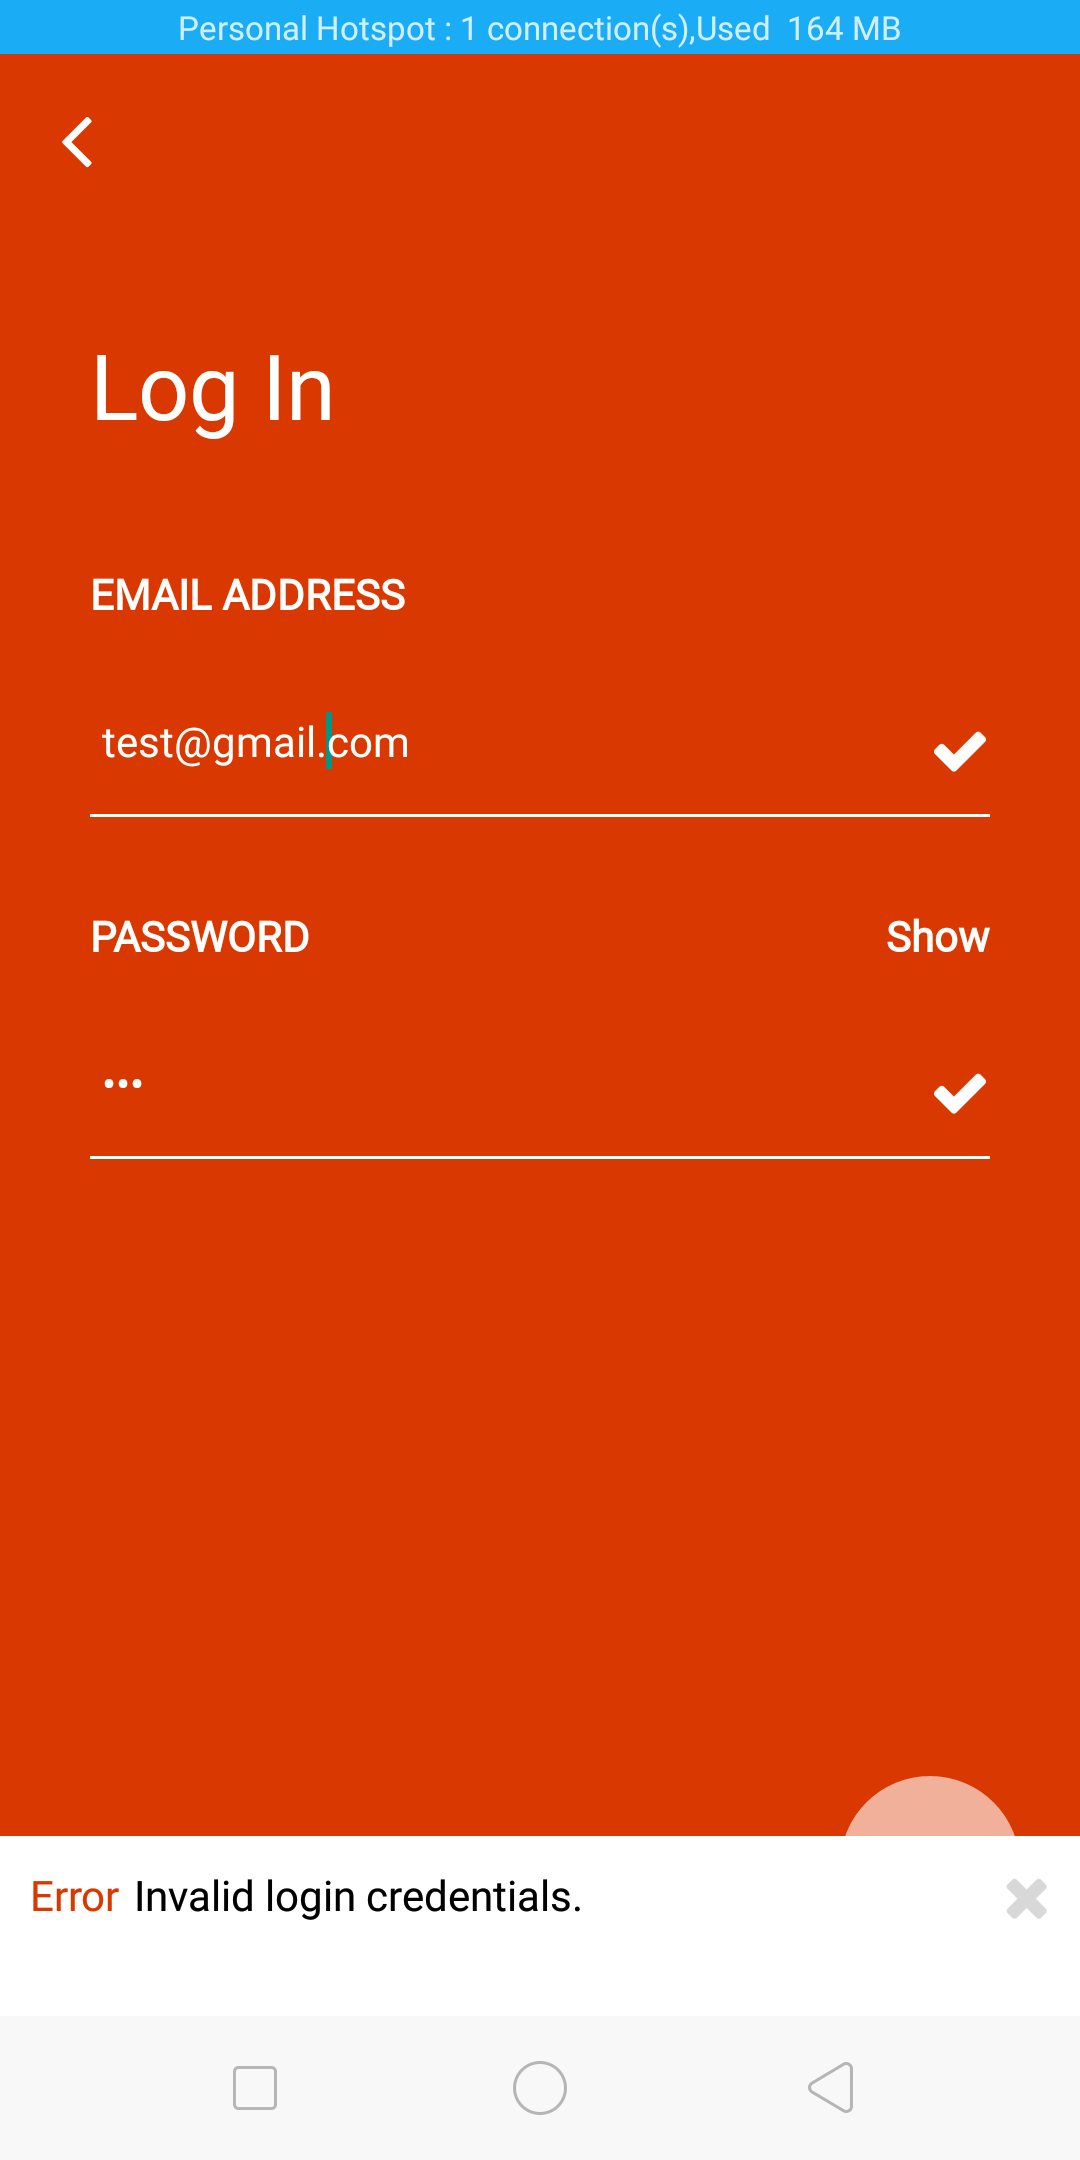 Personal Hotspot : 1 connection(s),Used  164 MB
Log In
EMAIL ADDRESS
test@gmail.com
PASSWORD Show
•••
Error Invalid login credentials.